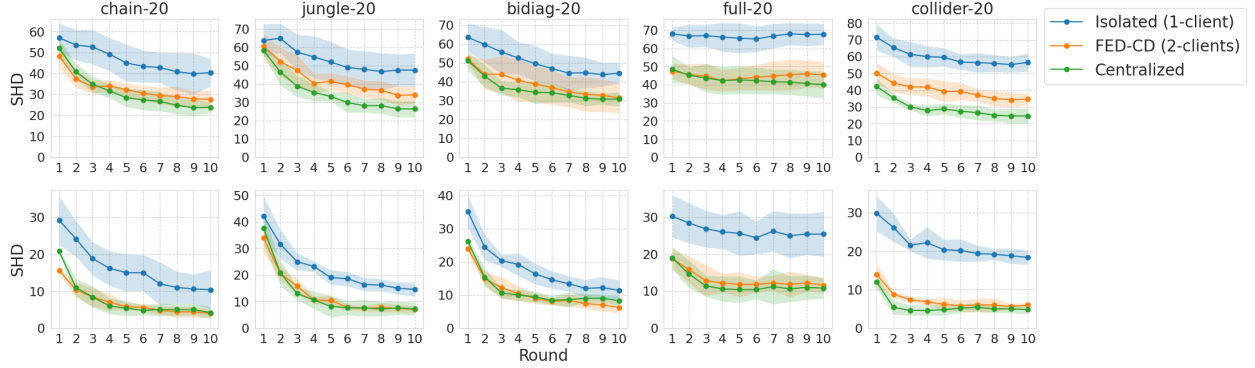 chain-20 jungle-20 bidiag-20 full-20 collider-20
Isolated (1-client)
FED-CD (2-clients)
Centralized
SHD
60 50 40 30 20 10 0
1 2 3 4 5 6 7 8 9 10
70 60 50 40 30 20 10 0
1 2 3 4 5 6 7 8 9 10
60 50 40 30 20 10 0
1 2 3 4 5 6 7 8 9 10
70 60 50 40 30 20 10 0
1 2 3 4 5 6 7 8 9 10
80 70 60 50 40 30 20 10 0
1 2 3 4 5 6 7 8 9 10
SHD
30 20 10 0
1 2 3 4 5 6 7 8 9 10
50 40 30 20 10 0
1 2 3 4 5 6 7 8 9 10
40 30 20 10 0
1 2 3 4 5 6 7 8 9 10
30 20 10 0
1 2 3 4 5 6 7 8 9 10
30 20 10 0
1 2 3 4 5 6 7 8 9 10
Round